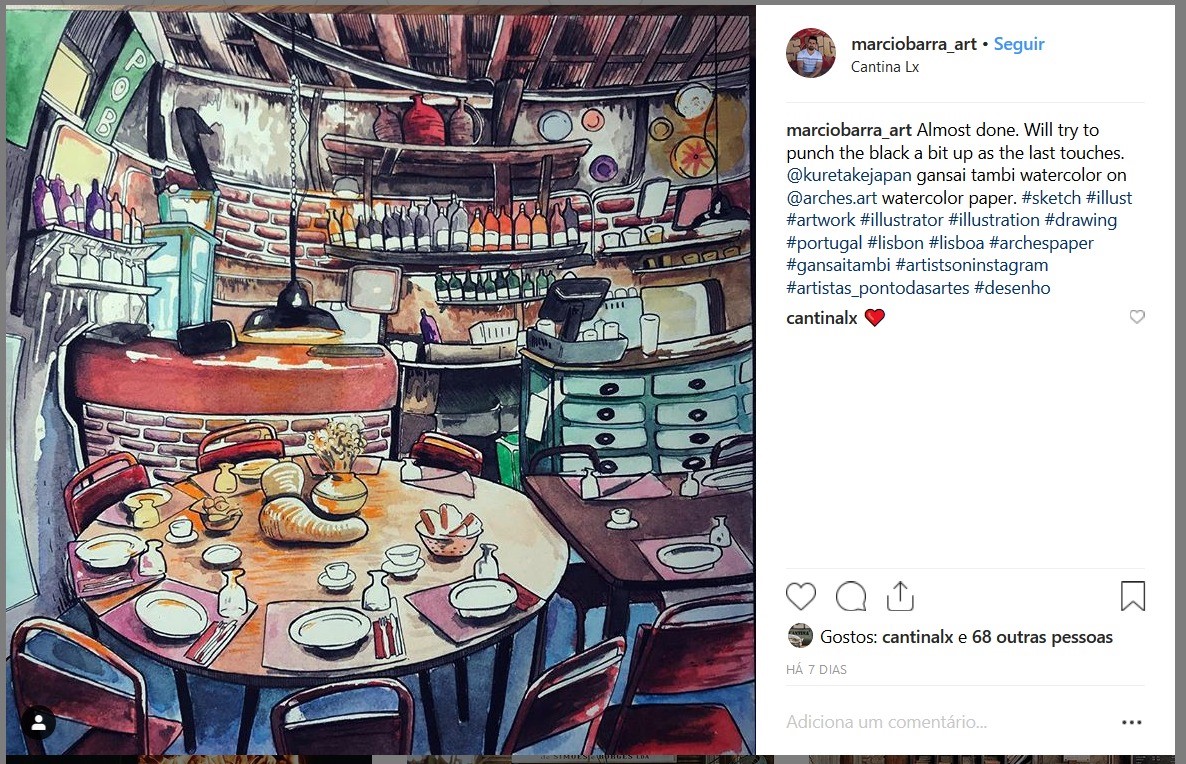 POB
marciobarra_art • Seguir
Cantina Lx
marciobarra_art Almost done. Will try to
punch the black a bit up as the last touches.
@kuretakejapan gansai tambi watercolor on
@arches.art watercolor paper. #sketch #illust
#artwork #illustrator #illustration #drawing
#portugal #lisbon #lisboa #archespaper
#gansaitambi #artistsoninstagram
#artistas_pontodasartes #desenho
cantinalx ❤️
Gostos: cantinalx e 68 outras pessoas
HÁ 7 DIAS
Adiciona um comentário...